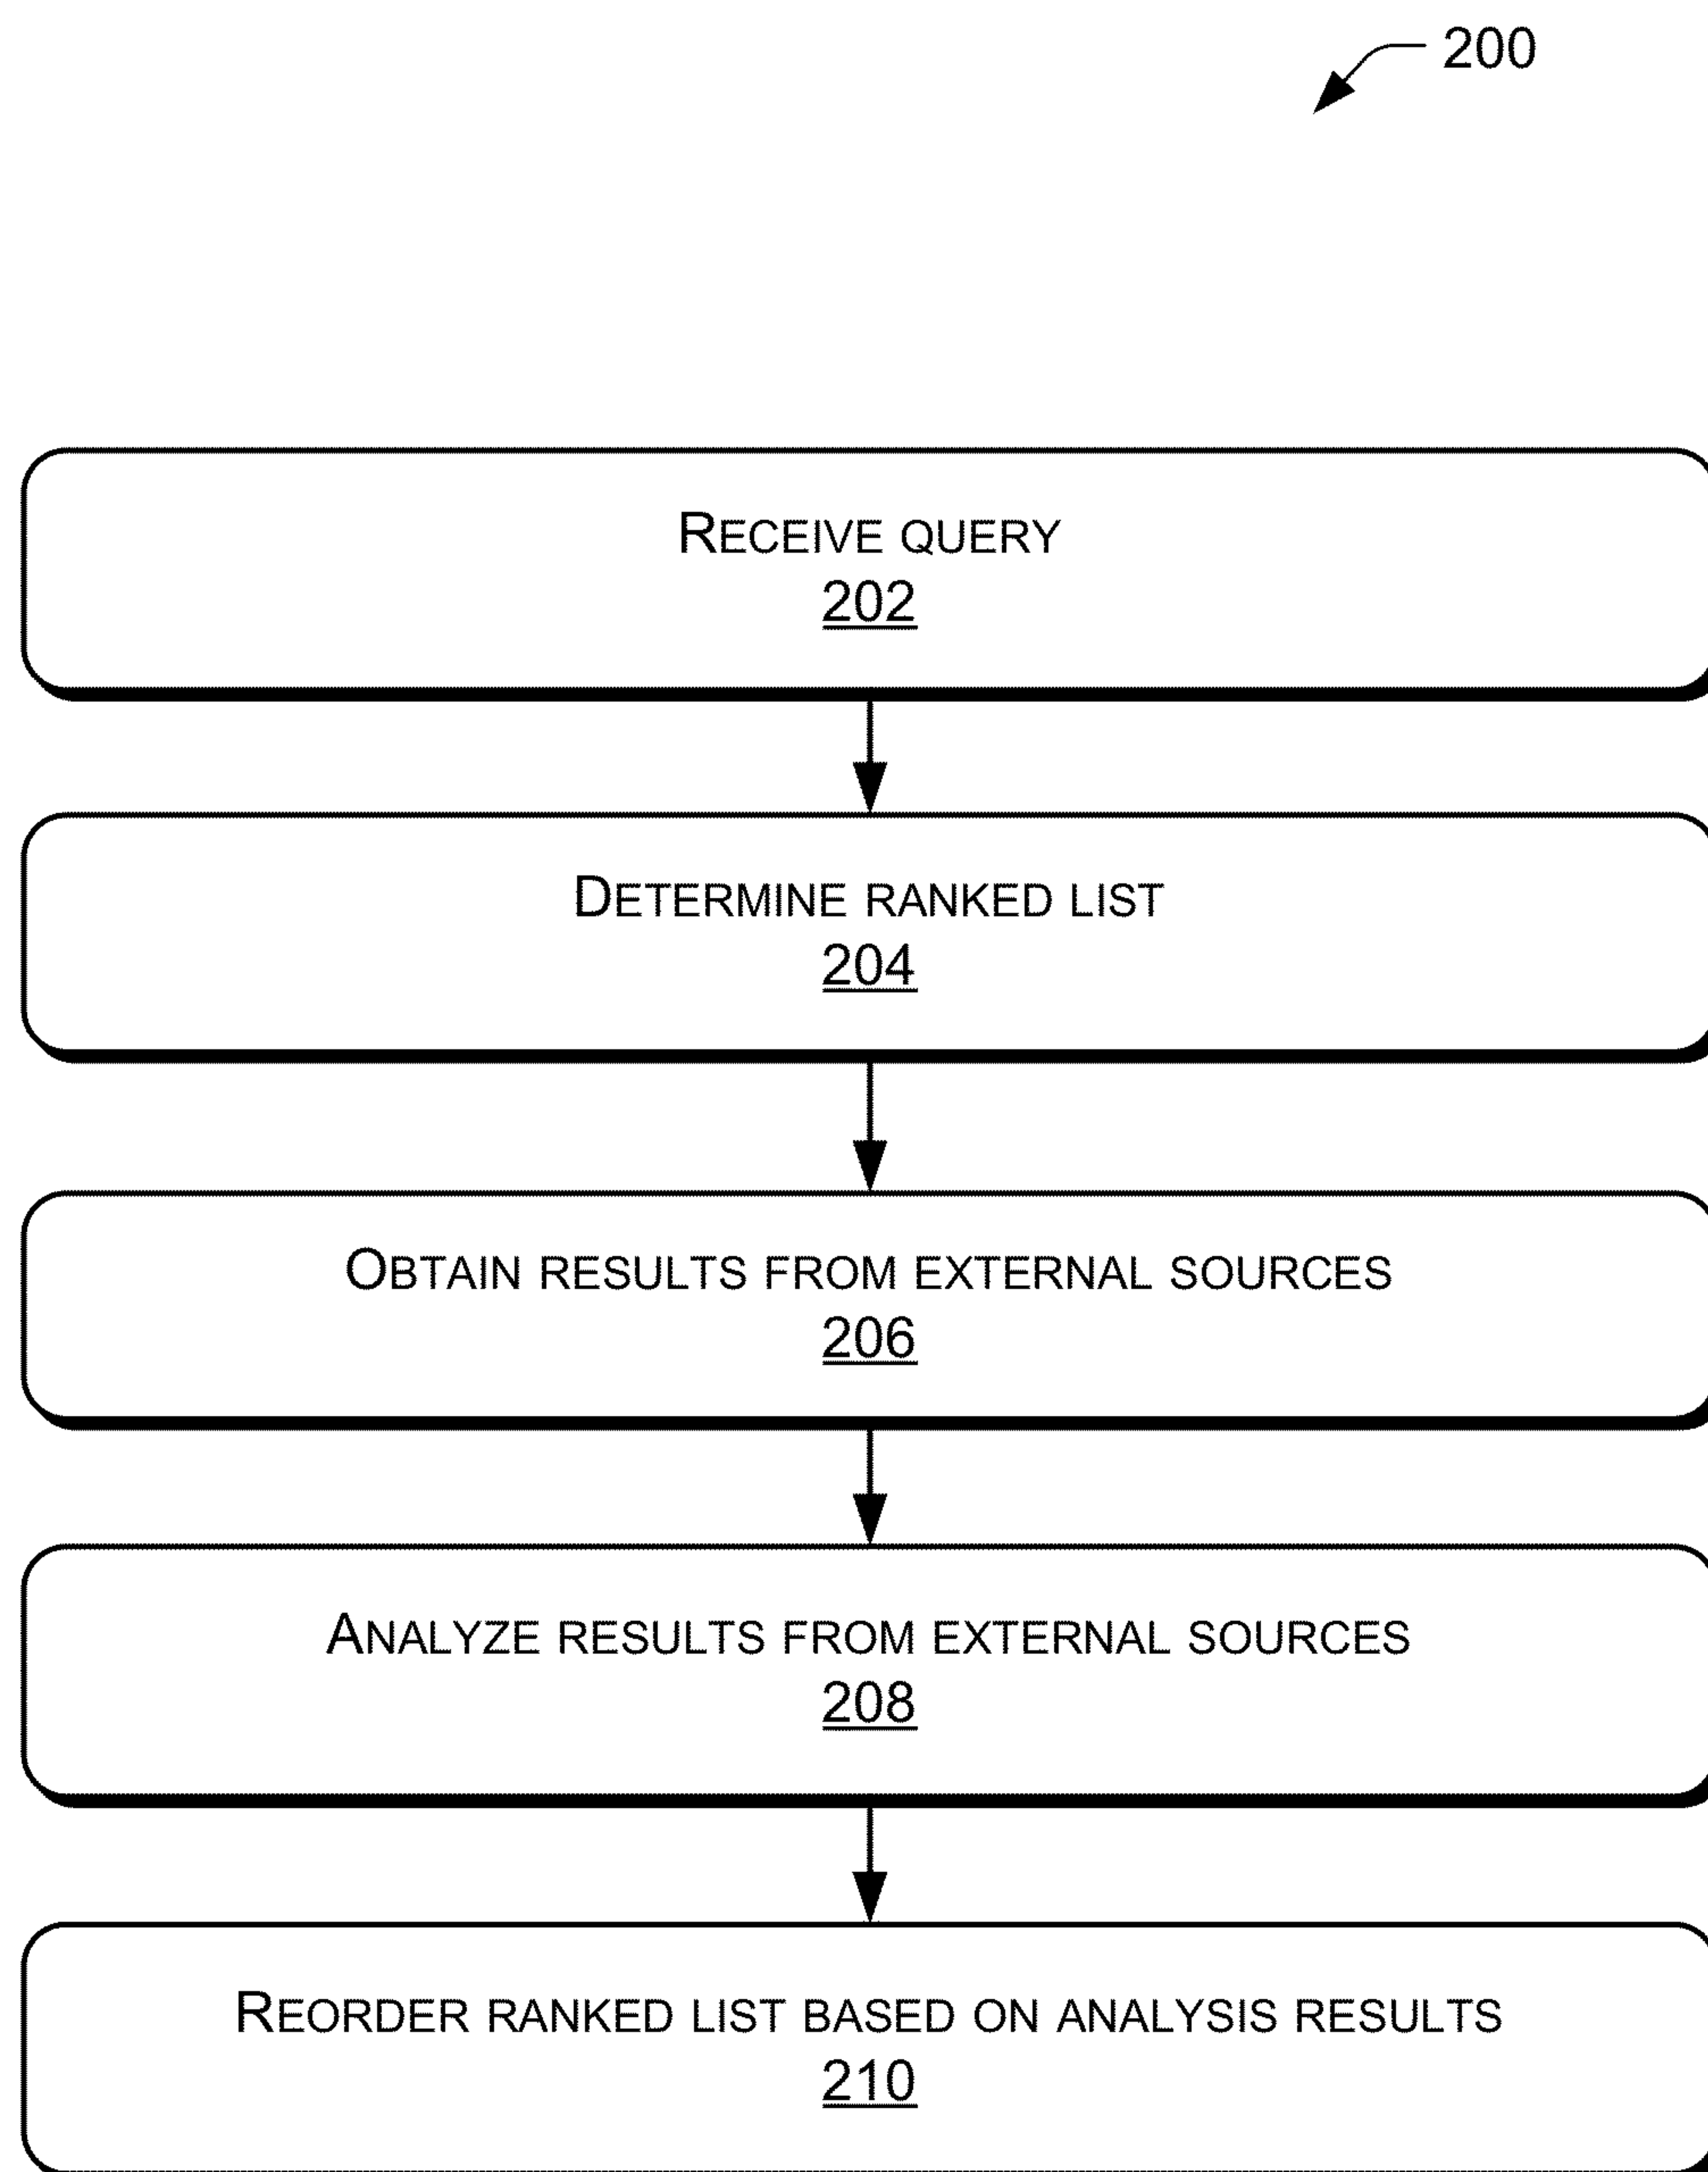 200
RECEIVE QUERY
202
DETERMINE RANKED LIST
204
OBTAIN RESULTS FROM EXTERNAL SOURCES
206
ANALYZE RESULTS FROM EXTERNAL SOURCES
208
REORDER RANKED LIST BASED ON ANALYSIS RESULTS
210